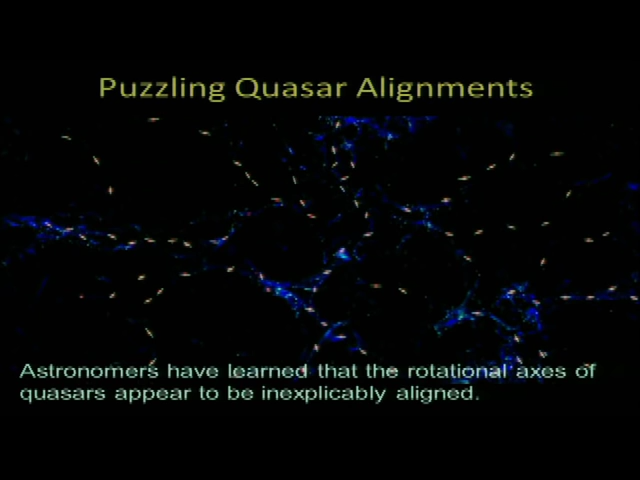 Puzzling Quasar Alignments
Astronomers have learned that the rotational axes of
quasars appear to be inexplicably aligned.